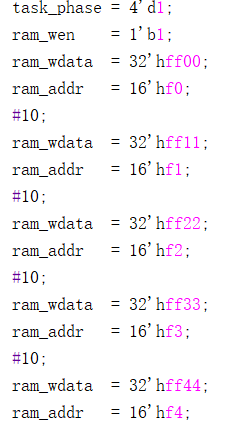 task_phase = 4'd1;
ram_wen = 1'b1;
ram_wdata = 32'hff00;
ram_addr = 16'hf0;
#10;
ram_wdata = 32'hff11;
ram_addr = 16'hf1;
#10;
ram_wdata = 32'hff22;
ram_addr = 16'hf2;
#10;
ram_wdata = 32'hff33;
ram_addr = 16'hf3;
#10;
ram_wdata = 32'hff44;
ram_addr = 16'hf4;